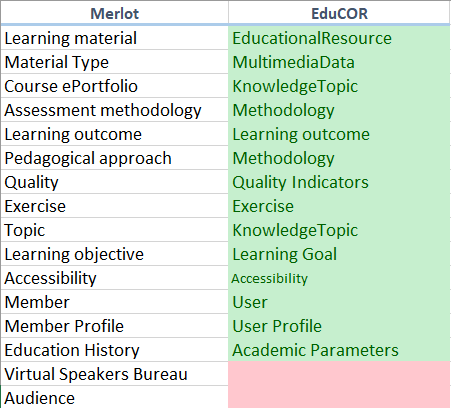 Merlot EduCOR
Learning material EducationalResource
Material Type MultimediaData
Course ePortfolio KnowledgeTopic
Assessment methodology Methodology
Learning outcome Learning outcome
Pedagogical approach Methodology
Quality Quality Indicators
Exercise Exercise
Topic KnowledgeTopic
Learning objective Learning Goal
Accessibility Accessibility
Member User
Member Profile User Profile
Education History Academic Parameters
Virtual Speakers Bureau
Audience